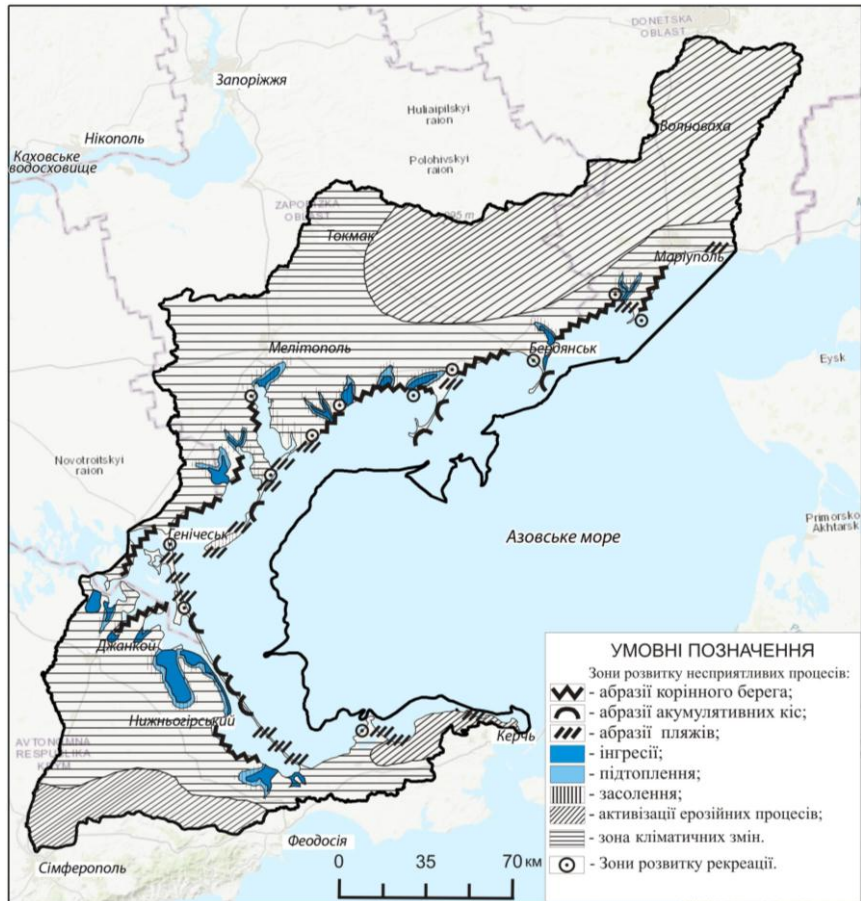 DONETSKA
OBLAST
Запоріжжя
Huliaipilskyi
raion
Волноваха
Нікополь
Каховське
водосховище
Polohivskyi
raion
ZAPORIZKA
OBLAST
Токмак
Маріуполь
Мелітополь
Бердянськ
Eysk
Novotroitskyi
raion
Primorsko
Akhtarsk
Генічеськ
Азовське море
Джанкой
Нижньогірський
AVTONOMNA
RESPUBLIKA
KRYM
Керчь
Феодосія
Сімферополь
0 35 70 км
УМОВНІ ПОЗНАЧЕННЯ
Зони розвитку несприятливих процесів:
- абразії корінного берега;
- абразії акумулятивних кіс;
- абразії пляжів;
- інгресії;
- підтоплення;
- засолення;
- активізації ерозійних процесів;
- зона кліматичних змін.
- Зони розвитку рекреації.